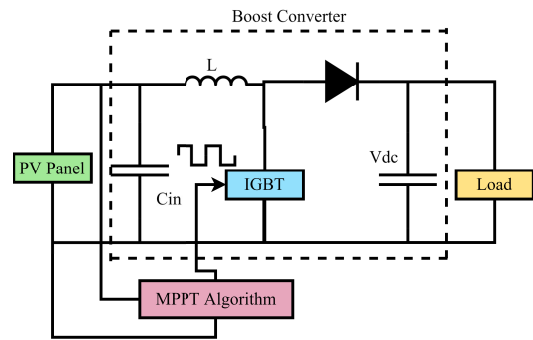 Boost Converter
L
PV Panel
Cin
IGBT
Vdc
Load
MPPT Algorithm